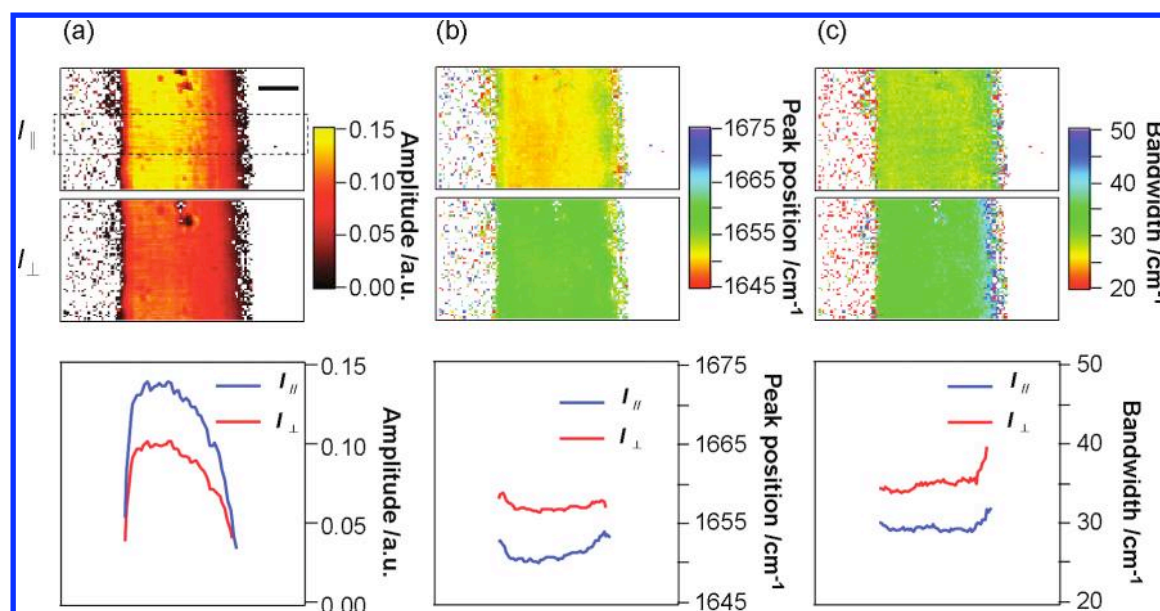 (a)
(b)
(c)
I∥
I⊥
0.15
0.10
0.05
0.00
Amplitude /a.u.
1675
1665
1655
1645
Peak position /cm⁻¹
50
40
30
20
Bandwidth /cm⁻¹
I //
I ⊥
0.15
0.10
0.05
0.00
Amplitude /a.u.
I //
I ⊥
1675
1665
1655
1645
Peak position /cm⁻¹
I //
I ⊥
50
40
30
20
Bandwidth /cm⁻¹